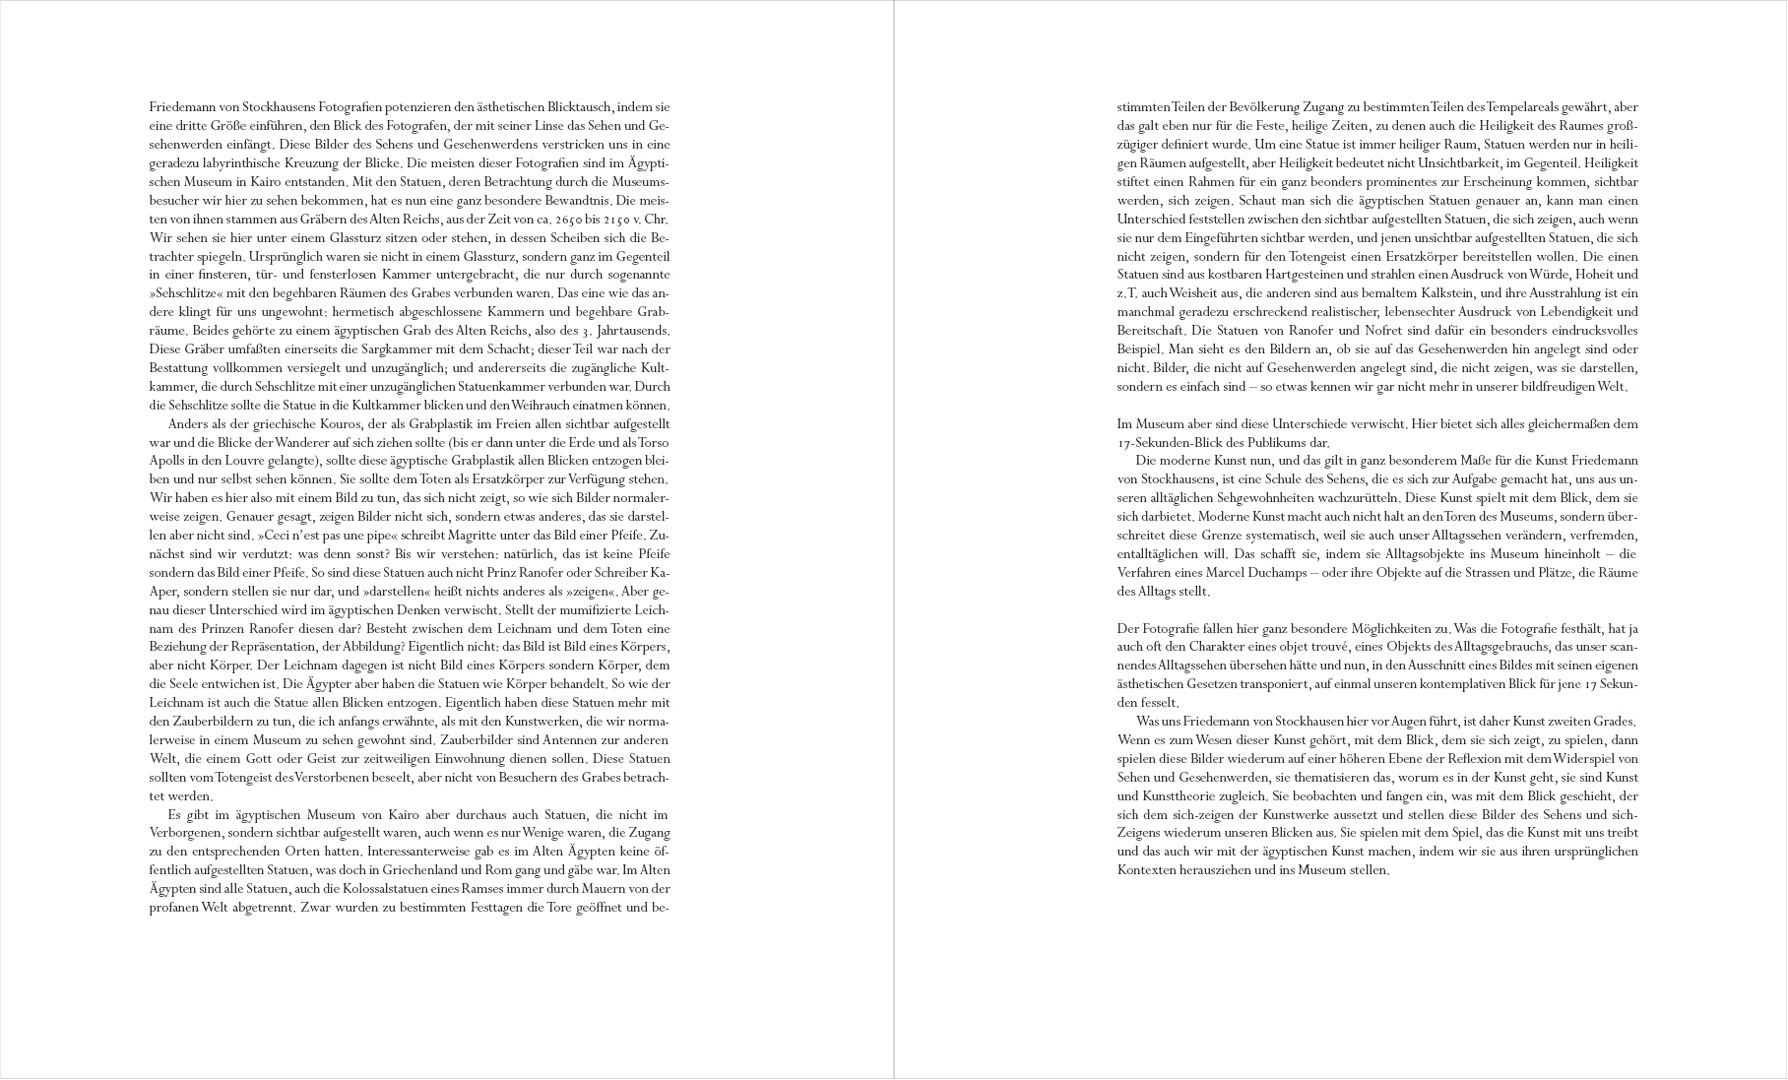 Friedemann von Stockhausens Fotografien potenzieren den ästhetischen Blicktausch, indem sie
eine dritte Größe einführen, den Blick des Fotografen, der mit seiner Linse das Sehen und Ge-
sehenwerden einfängt. Diese Bilder des Sehens und Gesehenwerdens verstricken uns in eine
geradezu labyrinthische Kreuzung der Blicke. Die meisten dieser Fotografien sind im Ägypti-
schen Museum in Kairo entstanden. Mit den Statuen, deren Betrachtung durch die Museums-
besucher wir hier zu sehen bekommen, hat es nun eine ganz besondere Bewandtnis. Die meis-
ten von ihnen stammen aus Gräbern des Alten Reichs, aus der Zeit von ca. 2650 bis 2150 v. Chr.
Wir sehen sie hier unter einem Glassturz sitzen oder stehen, in dessen Scheiben sich die Be-
trachter spiegeln. Ursprünglich waren sie nicht in einem Glassturz, sondern ganz im Gegenteil
in einer finsteren, tür- und fensterlosen Kammer untergebracht, die nur durch sogenannte
»Sehschlitze« mit den begehbaren Räumen des Grabes verbunden waren. Das eine wie das an-
dere klingt für uns ungewohnt: hermetisch abgeschlossene Kammern und begehbare Grab-
räume. Beides gehörte zu einem ägyptischen Grab des Alten Reichs, also des 3. Jahrtausends.
Diese Gräber umfaßten einerseits die Sargkammer mit dem Schacht; dieser Teil war nach der
Bestattung vollkommen versiegelt und unzugänglich; und andererseits die zugängliche Kult-
kammer, die durch Sehschlitze mit einer unzugänglichen Statuenkammer verbunden war. Durch
die Sehschlitze sollte die Statue in die Kultkammer blicken und den Weihrauch einatmen können.
Anders als der griechische Kouros, der als Grabplastik im Freien allen sichtbar aufgestellt
war und die Blicke der Wanderer auf sich ziehen sollte (bis er dann unter die Erde und als Torso
Apolls in den Louvre gelangte), sollte diese ägyptische Grabplastik allen Blicken entzogen blei-
ben und nur selbst sehen können. Sie sollte dem Toten als Ersatzkörper zur Verfügung stehen.
Wir haben es hier also mit einem Bild zu tun, das sich nicht zeigt, so wie sich Bilder normaler-
weise zeigen. Genauer gesagt, zeigen Bilder nicht sich, sondern etwas anderes, das sie darstel-
len aber nicht sind. »Ceci n'est pas une pipe« schreibt Magritte unter das Bild einer Pfeife. Zu-
nächst sind wir verdutzt: was denn sonst? Bis wir verstehen: natürlich, das ist keine Pfeife
sondern das Bild einer Pfeife. So sind diese Statuen auch nicht Prinz Ranofer oder Schreiber Ka-
Aper, sondern stellen sie nur dar, und »darstellen« heißt nichts anderes als »zeigen«. Aber ge-
nau dieser Unterschied wird im ägyptischen Denken verwischt. Stellt der mumifizierte Leich-
nam des Prinzen Ranofer diesen dar? Besteht zwischen dem Leichnam und dem Toten eine
Beziehung der Repräsentation, der Abbildung? Eigentlich nicht: das Bild ist Bild eines Körpers,
aber nicht Körper. Der Leichnam dagegen ist nicht Bild eines Körpers sondern Körper, dem
die Seele entwichen ist. Die Ägypter aber haben die Statuen wie Körper behandelt. So wie der
Leichnam ist auch die Statue allen Blicken entzogen. Eigentlich haben diese Statuen mehr mit
den Zauberbildern zu tun, die ich anfangs erwähnte, als mit den Kunstwerken, die wir norma-
lerweise in einem Museum zu sehen gewohnt sind. Zauberbilder sind Antennen zur anderen
Welt, die einem Gott oder Geist zur zeitweiligen Einwohnung dienen sollen. Diese Statuen
sollten vom Totengeist des Verstorbenen beseelt, aber nicht von Besuchern des Grabes betrach-
tet werden.
Es gibt im ägyptischen Museum von Kairo aber durchaus auch Statuen, die nicht im
Verborgenen, sondern sichtbar aufgestellt waren, auch wenn es nur Wenige waren, die Zugang
zu den entsprechenden Orten hatten. Interessanterweise gab es im Alten Ägypten keine öf-
fentlich aufgestellten Statuen, was doch in Griechenland und Rom gang und gäbe war. Im Alten
Ägypten sind alle Statuen, auch die Kolossalstatuen eines Ramses immer durch Mauern von der
profanen Welt abgetrennt. Zwar wurden zu bestimmten Festtagen die Tore geöffnet und be-
stimmten Teilen der Bevölkerung Zugang zu bestimmten Teilen des Tempelareals gewährt, aber
das galt eben nur für die Feste, heilige Zeiten, zu denen auch die Heiligkeit des Raumes groß-
zügiger definiert wurde. Um eine Statue ist immer heiliger Raum, Statuen werden nur in heili-
gen Räumen aufgestellt, aber Heiligkeit bedeutet nicht Unsichtbarkeit, im Gegenteil. Heiligkeit
stiftet einen Rahmen für ein ganz beonders prominentes zur Erscheinung kommen, sichtbar
werden, sich zeigen. Schaut man sich die ägyptischen Statuen genauer an, kann man einen
Unterschied feststellen zwischen den sichtbar aufgestellten Statuen, die sich zeigen, auch wenn
sie nur dem Eingeführten sichtbar werden, und jenen unsichtbar aufgestellten Statuen, die sich
nicht zeigen, sondern für den Totengeist einen Ersatzkörper bereitstellen wollen. Die einen
Statuen sind aus kostbaren Hartgesteinen und strahlen einen Ausdruck von Würde, Hoheit und
z.T. auch Weisheit aus, die anderen sind aus bemaltem Kalkstein, und ihre Ausstrahlung ist ein
manchmal geradezu erschreckend realistischer, lebensechter Ausdruck von Lebendigkeit und
Bereitschaft. Die Statuen von Ranofer und Nofret sind dafür ein besonders eindrucksvolles
Beispiel. Man sieht es den Bildern an, ob sie auf das Gesehenwerden hin angelegt sind oder
nicht. Bilder, die nicht auf Gesehenwerden angelegt sind, die nicht zeigen, was sie darstellen,
sondern es einfach sind – so etwas kennen wir gar nicht mehr in unserer bildfreudigen Welt.
Im Museum aber sind diese Unterschiede verwischt. Hier bietet sich alles gleichermaßen dem
17-Sekunden-Blick des Publikums dar.
Die moderne Kunst nun, und das gilt in ganz besonderem Maße für die Kunst Friedemann
von Stockhausens, ist eine Schule des Sehens, die es sich zur Aufgabe gemacht hat, uns aus un-
seren alltäglichen Sehgewohnheiten wachzurütteln. Diese Kunst spielt mit dem Blick, dem sie
sich darbietet. Moderne Kunst macht auch nicht halt an den Toren des Museums, sondern über-
schreitet diese Grenze systematisch, weil sie auch unser Alltagssehen verändern, verfremden,
entalltäglichen will. Das schafft sie, indem sie Alltagsobjekte ins Museum hineinholt – die
Verfahren eines Marcel Duchamps – oder ihre Objekte auf die Strassen und Plätze, die Räume
des Alltags stellt.
Der Fotografie fallen hier ganz besondere Möglichkeiten zu. Was die Fotografie festhält, hat ja
auch oft den Charakter eines objet trouvé, eines Objekts des Alltagsgebrauchs, das unser scan-
nendes Alltagssehen übersehen hätte und nun, in den Ausschnitt eines Bildes mit seinen eigenen
ästhetischen Gesetzen transponiert, auf einmal unseren kontemplativen Blick für jene 17 Sekun-
den fesselt.
Was uns Friedemann von Stockhausen hier vor Augen führt, ist daher Kunst zweiten Grades.
Wenn es zum Wesen dieser Kunst gehört, mit dem Blick, dem sie sich zeigt, zu spielen, dann
spielen diese Bilder wiederum auf einer höheren Ebene der Reflexion mit dem Widerspiel von
Sehen und Gesehenwerden, sie thematisieren das, worum es in der Kunst geht, sie sind Kunst
und Kunsttheorie zugleich. Sie beobachten und fangen ein, was mit dem Blick geschieht, der
sich dem sich-zeigen der Kunstwerke aussetzt und stellen diese Bilder des Sehens und sich-
Zeigens wiederum unseren Blicken aus. Sie spielen mit dem Spiel, das die Kunst mit uns treibt
und das auch wir mit der ägyptischen Kunst machen, indem wir sie aus ihren ursprünglichen
Kontexten herausziehen und ins Museum stellen.